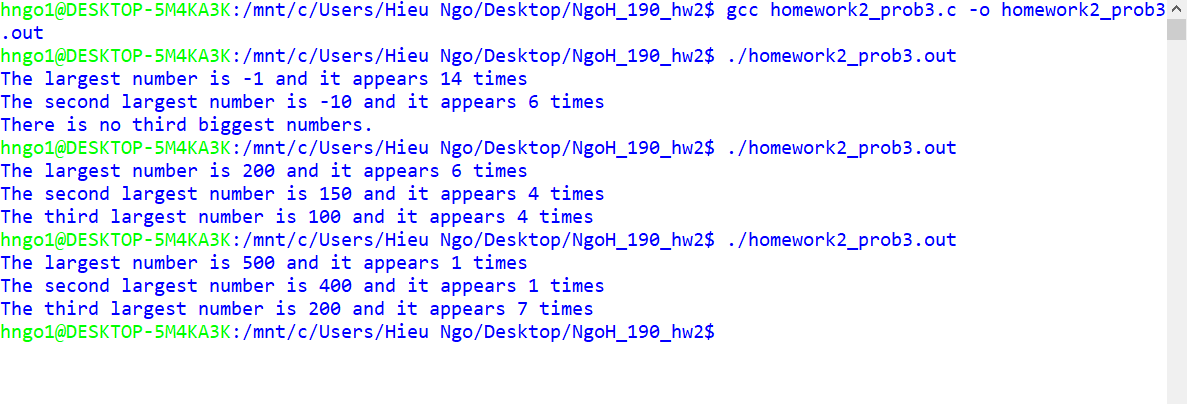 hngo1@DESKTOP-5M4KA3K:/mnt/c/Users/Hieu Ngo/Desktop/NgoH_190_hw2$ gcc homework2_prob3.c -o homework2_prob3
.out
hngo1@DESKTOP-5M4KA3K:/mnt/c/Users/Hieu Ngo/Desktop/NgoH_190_hw2$ ./homework2_prob3.out
The largest number is -1 and it appears 14 times
The second largest number is -10 and it appears 6 times
There is no third biggest numbers.
hngo1@DESKTOP-5M4KA3K:/mnt/c/Users/Hieu Ngo/Desktop/NgoH_190_hw2$ ./homework2_prob3.out
The largest number is 200 and it appears 6 times
The second largest number is 150 and it appears 4 times
The third largest number is 100 and it appears 4 times
hngo1@DESKTOP-5M4KA3K:/mnt/c/Users/Hieu Ngo/Desktop/NgoH_190_hw2$ ./homework2_prob3.out
The largest number is 500 and it appears 1 times
The second largest number is 400 and it appears 1 times
The third largest number is 200 and it appears 7 times
hngo1@DESKTOP-5M4KA3K:/mnt/c/Users/Hieu Ngo/Desktop/NgoH_190_hw2$